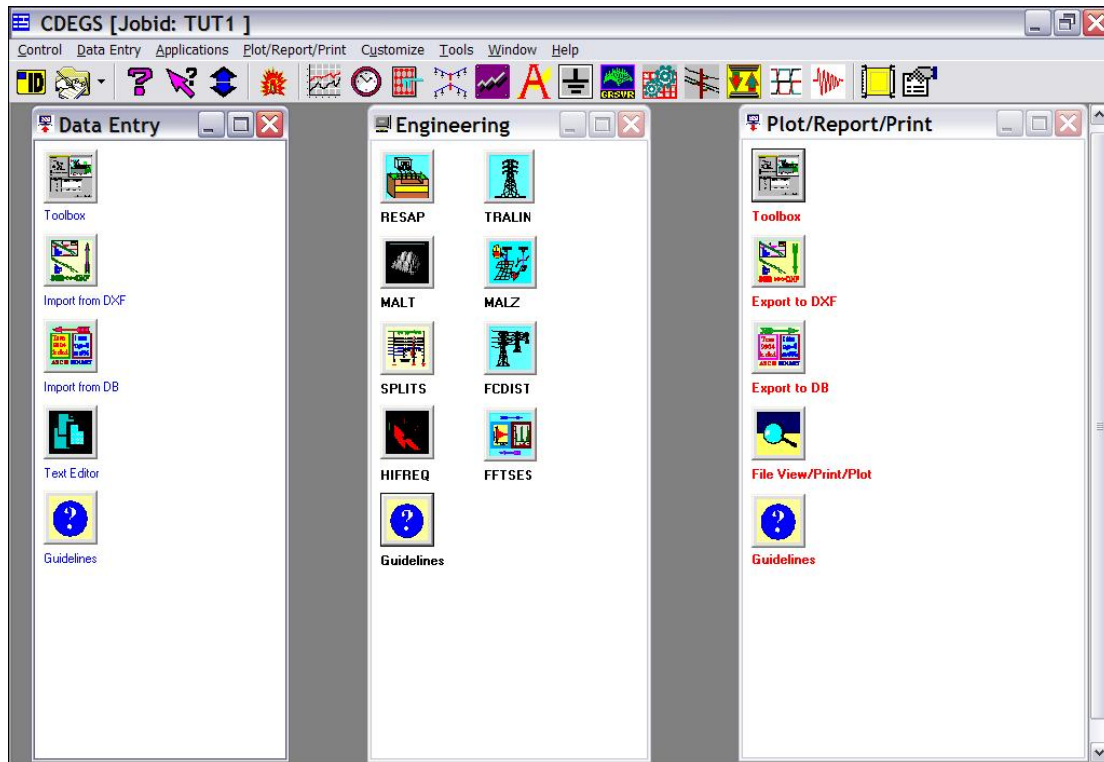 CDEGS [Jobid: TUT1 ]
Control Data Entry Applications Plot/Report/Print Customize Tools Window Help
ID
GRSVR
Data Entry
Toolbox
Import from DXF
Import from DB
Text Editor
Guidelines
Engineering
RESAP TRALIN
MALT MALZ
SPLITS FCDIST
HIFREQ FFTSES
Guidelines
Plot/Report/Print
Toolbox
Export to DXF
Export to DB
File View/Print/Plot
Guidelines